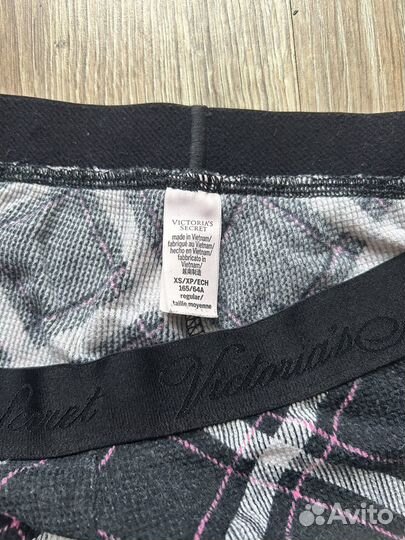 VICTORIA'S
SECRET
made in Vietnam/
fabriqué au Vietnam/
hecho en Vietnam/
fabbricato in
Vietnam/
越南制造
XS/XP/ECH
165/64A
regular/
taille moyenne
Secret Victoria's
Avito